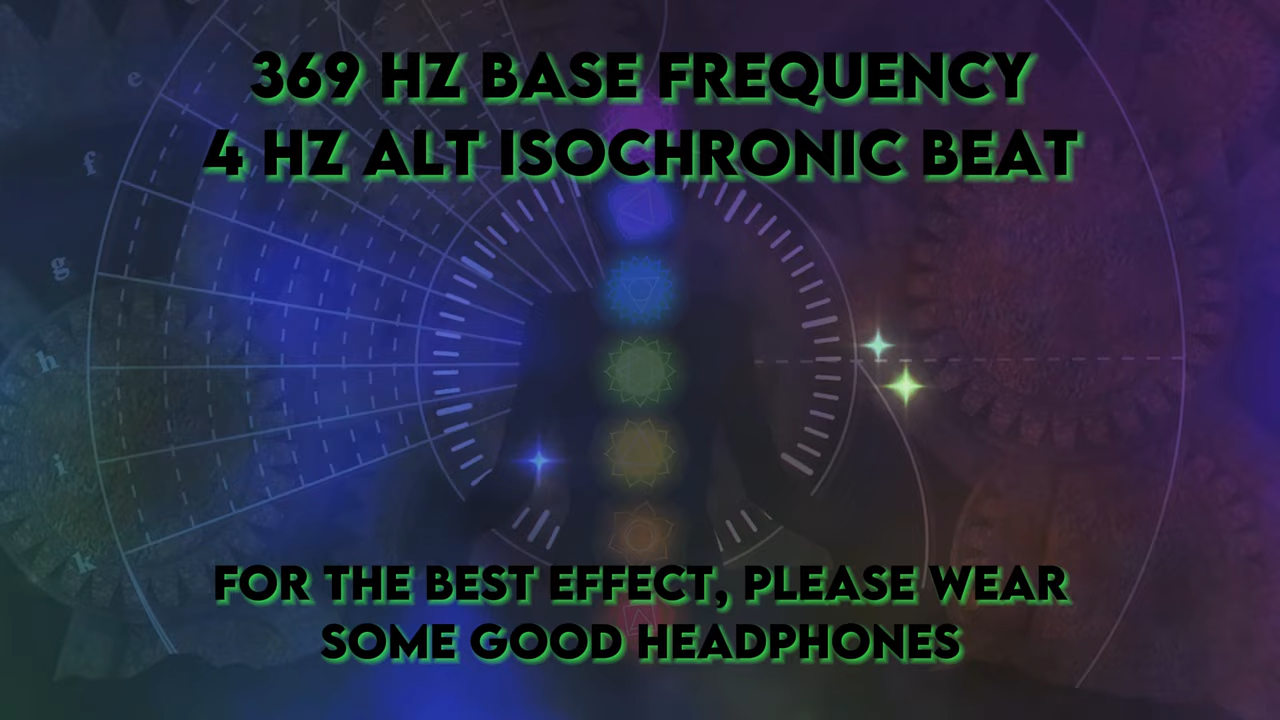 369 HZ BASE FREQUENCY
4 HZ ALT ISOCHRONIC BEAT
e
f
g
h
i
k
FOR THE BEST EFFECT, PLEASE WEAR
SOME GOOD HEADPHONES